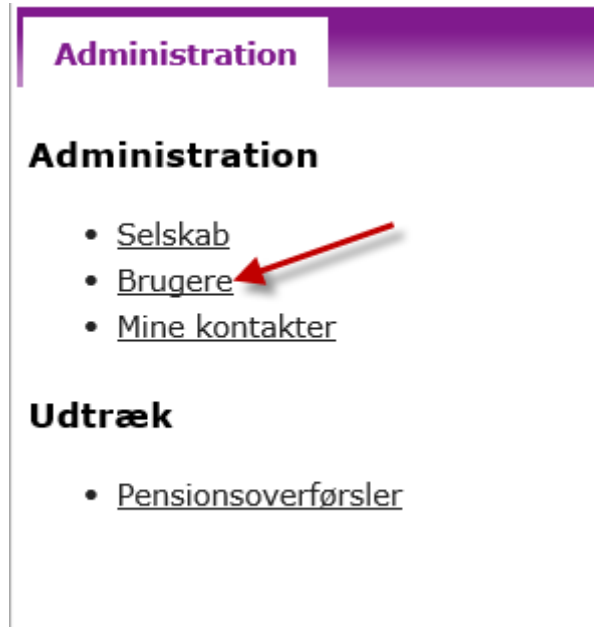 Administration
Administration
Selskab
Brugere
Mine kontakter
Udtræk
Pensionsoverførsler